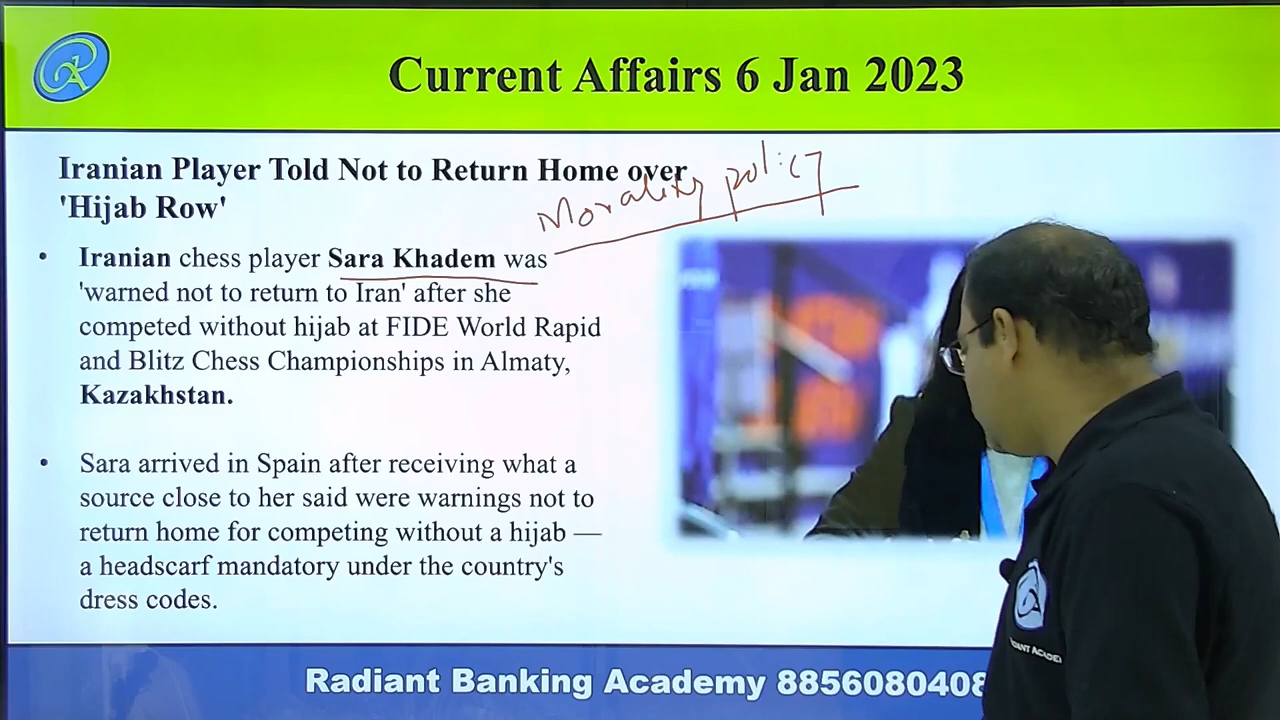 Current Affairs 6 Jan 2023
Iranian Player Told Not to Return Home over
'Hijab Row'
Morality
• Iranian chess player Sara Khadem was
'warned not to return to Iran' after she
competed without hijab at FIDE World Rapid
and Blitz Chess Championships in Almaty,
Kazakhstan.
• Sara arrived in Spain after receiving what a
source close to her said were warnings not to
return home for competing without a hijab —
a headscarf mandatory under the country's
dress codes.
Radiant Banking Academy 8856080408